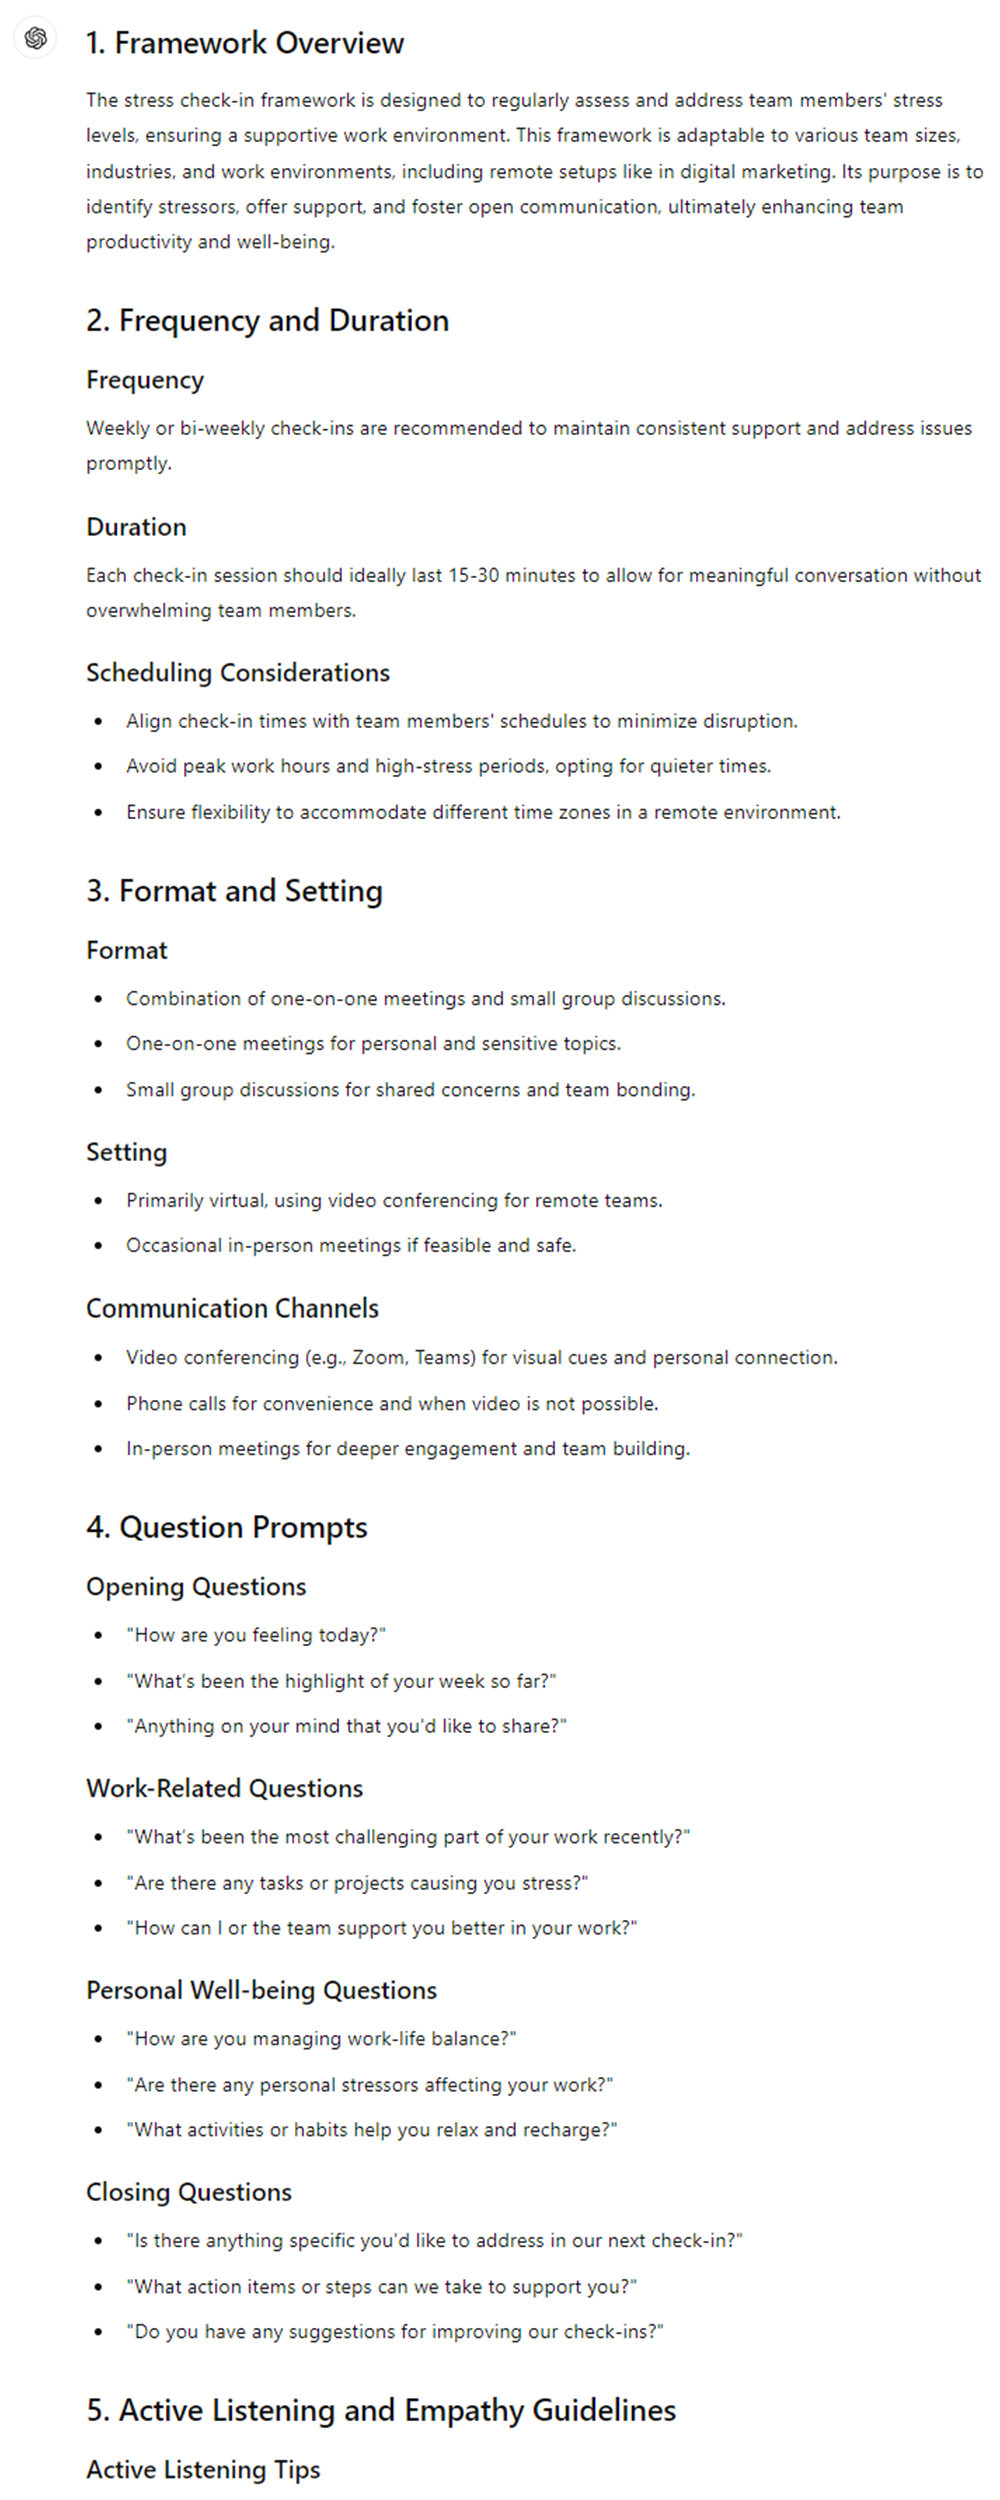 1. Framework Overview
The stress check-in framework is designed to regularly assess and address team members' stress
levels, ensuring a supportive work environment. This framework is adaptable to various team sizes,
industries, and work environments, including remote setups like in digital marketing. Its purpose is to
identify stressors, offer support, and foster open communication, ultimately enhancing team
productivity and well-being.
2. Frequency and Duration
Frequency
Weekly or bi-weekly check-ins are recommended to maintain consistent support and address issues
promptly.
Duration
Each check-in session should ideally last 15-30 minutes to allow for meaningful conversation without
overwhelming team members.
Scheduling Considerations
• Align check-in times with team members' schedules to minimize disruption.
• Avoid peak work hours and high-stress periods, opting for quieter times.
• Ensure flexibility to accommodate different time zones in a remote environment.
3. Format and Setting
Format
• Combination of one-on-one meetings and small group discussions.
• One-on-one meetings for personal and sensitive topics.
• Small group discussions for shared concerns and team bonding.
Setting
• Primarily virtual, using video conferencing for remote teams.
• Occasional in-person meetings if feasible and safe.
Communication Channels
• Video conferencing (e.g., Zoom, Teams) for visual cues and personal connection.
• Phone calls for convenience and when video is not possible.
• In-person meetings for deeper engagement and team building.
4. Question Prompts
Opening Questions
• "How are you feeling today?"
• "What's been the highlight of your week so far?"
• "Anything on your mind that you'd like to share?"
Work-Related Questions
• "What's been the most challenging part of your work recently?"
• "Are there any tasks or projects causing you stress?"
• "How can I or the team support you better in your work?"
Personal Well-being Questions
• "How are you managing work-life balance?"
• "Are there any personal stressors affecting your work?"
• "What activities or habits help you relax and recharge?"
Closing Questions
• "Is there anything specific you'd like to address in our next check-in?"
• "What action items or steps can we take to support you?"
• "Do you have any suggestions for improving our check-ins?"
5. Active Listening and Empathy Guidelines
Active Listening Tips